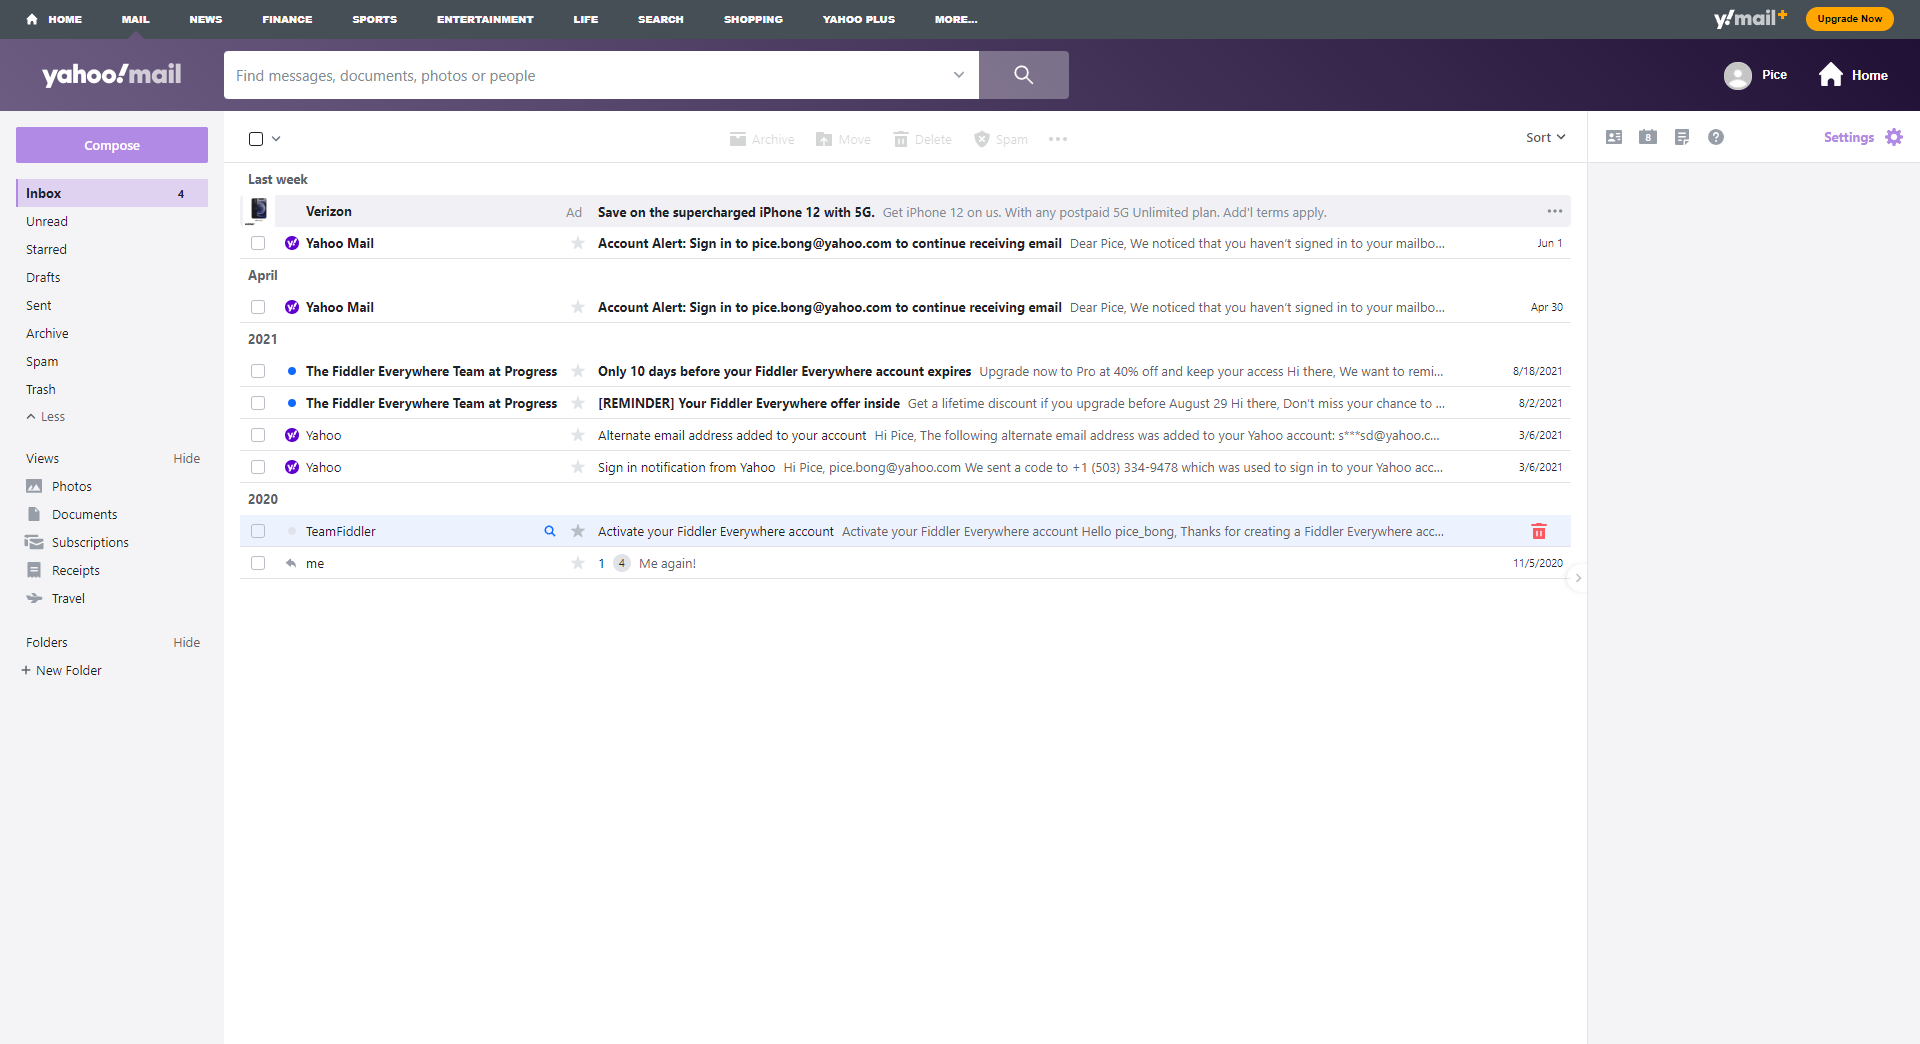 HOME MAIL NEWS FINANCE SPORTS ENTERTAINMENT LIFE SEARCH SHOPPING YAHOO PLUS MORE... y!mail+ Upgrade Now
yahoo!mail Find messages, documents, photos or people Pice Home
Compose
Archive Move Delete Spam Sort
8 Settings
Inbox 4
Unread
Starred
Drafts
Sent
Archive
Spam
Trash
Less
Views Hide
Photos
Documents
Subscriptions
Receipts
Travel
Folders Hide
+ New Folder
Last week
Verizon Ad Save on the supercharged iPhone 12 with 5G. Get iPhone 12 on us. With any postpaid 5G Unlimited plan. Add'l terms apply.
y! Yahoo Mail Account Alert: Sign in to pice.bong@yahoo.com to continue receiving email Dear Pice, We noticed that you haven't signed in to your mailbo... Jun 1
April
y! Yahoo Mail Account Alert: Sign in to pice.bong@yahoo.com to continue receiving email Dear Pice, We noticed that you haven't signed in to your mailbo... Apr 30
2021
The Fiddler Everywhere Team at Progress Only 10 days before your Fiddler Everywhere account expires Upgrade now to Pro at 40% off and keep your access Hi there, We want to remi... 8/18/2021
The Fiddler Everywhere Team at Progress [REMINDER] Your Fiddler Everywhere offer inside Get a lifetime discount if you upgrade before August 29 Hi there, Don't miss your chance to ... 8/2/2021
y! Yahoo Alternate email address added to your account Hi Pice, The following alternate email address was added to your Yahoo account: s***sd@yahoo.c... 3/6/2021
y! Yahoo Sign in notification from Yahoo Hi Pice, pice.bong@yahoo.com We sent a code to +1 (503) 334-9478 which was used to sign in to your Yahoo acc... 3/6/2021
2020
TeamFiddler Activate your Fiddler Everywhere account Activate your Fiddler Everywhere account Hello pice_bong, Thanks for creating a Fiddler Everywhere acc...
me 1 4 Me again! 11/5/2020